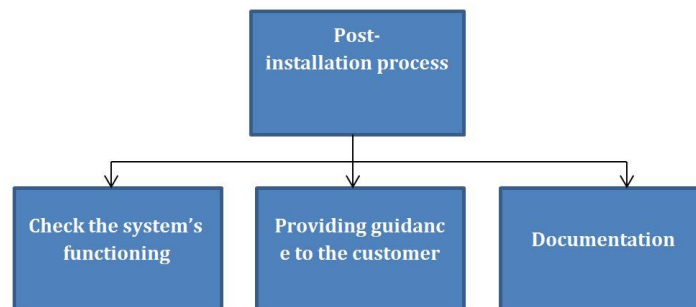 Post-
installation process
Check the system's
functioning
Providing guidanc
e to the customer
Documentation